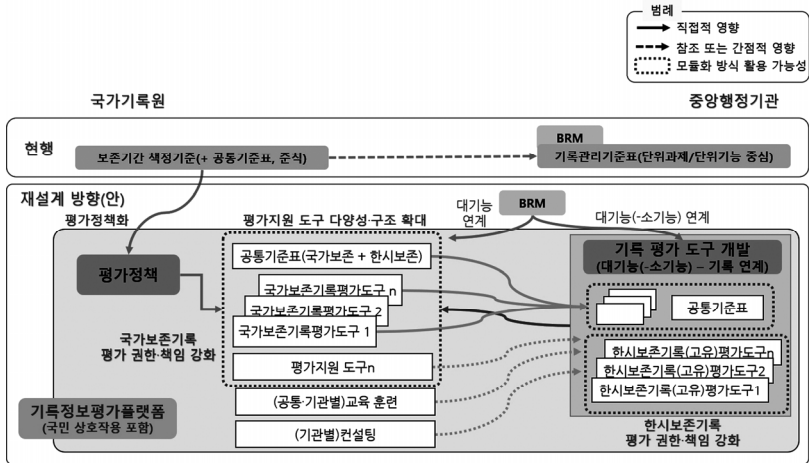 범례
직접적 영향
참조 또는 간접적 영향
모듈화 방식 활용 가능성
국가기록원
중앙행정기관
현행
보존기간 책정기준(+ 공통기준표, 준식)
BRM
기록관리기준표(단위과제/단위기능 중심)
재설계 방향(안)
평가정책화
평가지원 도구 다양성·구조 확대
대기능
연계
BRM
대기능(-소기능) 연계
평가정책
공통기준표(국가보존 + 한시보존)
국가보존기록평가도구 n
국가보존기록평가도구 2
국가보존기록평가도구 1
국가보존기록
평가 권한·책임 강화
평가지원 도구n
(공통·기관별)교육 훈련
(기관별)컨설팅
기록정보평가플랫폼
(국민 상호작용 포함)
기록 평가 도구 개발
(대기능(-소기능) – 기록 연계)
공통기준표
한시보존기록(고유)평가도구n
한시보존기록(고유)평가도구2
한시보존기록(고유)평가도구1
한시보존기록
평가 권한·책임 강화